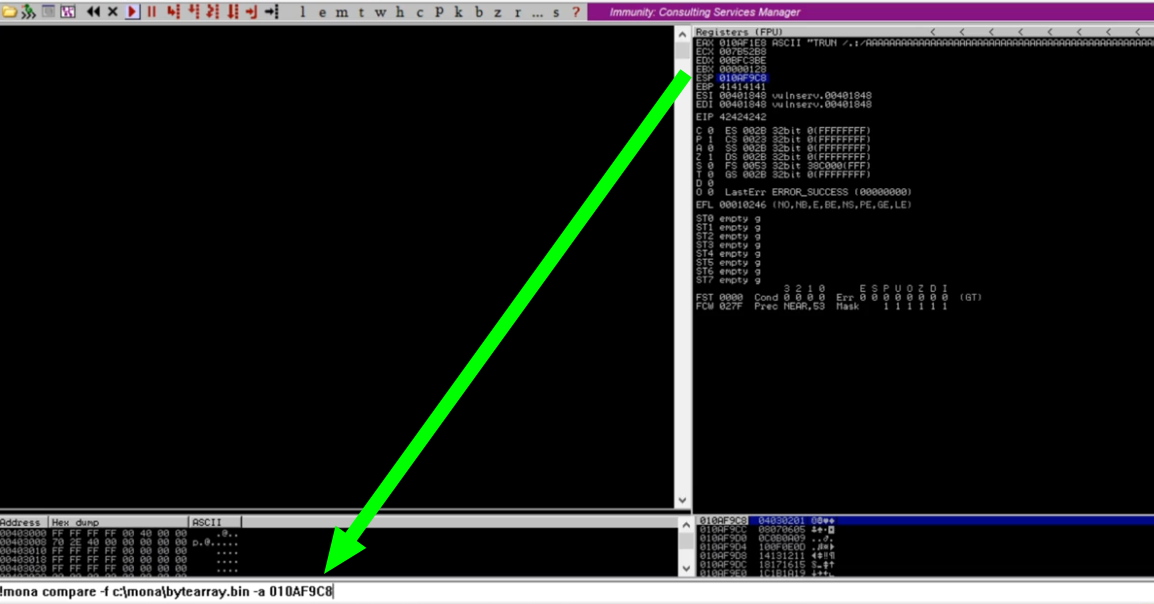 l e m t w h c P k b z r ... s ?
Immunity: Consulting Services Manager
Registers (FPU) < < < < < < <
EAX 010AF1E8 ASCII "TRUN /.:/AAAAAAAAAAAAAAAAAAAAAAAAAAAAAAAAAAAAAAAAAAAAAAA
ECX 007B52B8
EDX 00BFC3BE
EBX 00000128
ESP 010AF9C8
EBP 41414141
ESI 00401848 vulnserv.00401848
EDI 00401848 vulnserv.00401848
EIP 42424242
C 0 ES 002B 32bit 0(FFFFFFFF)
P 1 CS 0023 32bit 0(FFFFFFFF)
A 0 SS 002B 32bit 0(FFFFFFFF)
Z 1 DS 002B 32bit 0(FFFFFFFF)
S 0 FS 0053 32bit 38C000(FFF)
T 0 GS 002B 32bit 0(FFFFFFFF)
D 0
O 0 LastErr ERROR_SUCCESS (00000000)
EFL 00010246 (NO,NB,E,BE,NS,PE,GE,LE)
ST0 empty g
ST1 empty g
ST2 empty g
ST3 empty g
ST4 empty g
ST5 empty g
ST6 empty g
ST7 empty g
3 2 1 0 E S P U O Z D I
FST 0000 Cond 0 0 0 0 Err 0 0 0 0 0 0 0 0 (GT)
FCW 027F Prec NEAR,53 Mask 1 1 1 1 1 1
Address Hex dump ASCII
00403000 FF FF FF FF 00 40 00 00 .@..
00403008 70 2E 40 00 00 00 00 00 p.@.....
00403010 FF FF FF FF 00 00 00 00 ....
00403018 FF FF FF FF 00 00 00 00 ....
00403020 FF FF FF FF 00 00 00 00 ....
010AF9C8 04030201
010AF9CC 08070605
010AF9D0 0C0B0A09
010AF9D4 100F0E0D
010AF9D8 14131211
010AF9DC 18171615
010AF9E0 1C1B1A19
!mona compare -f c:\mona\bytearray.bin -a 010AF9C8